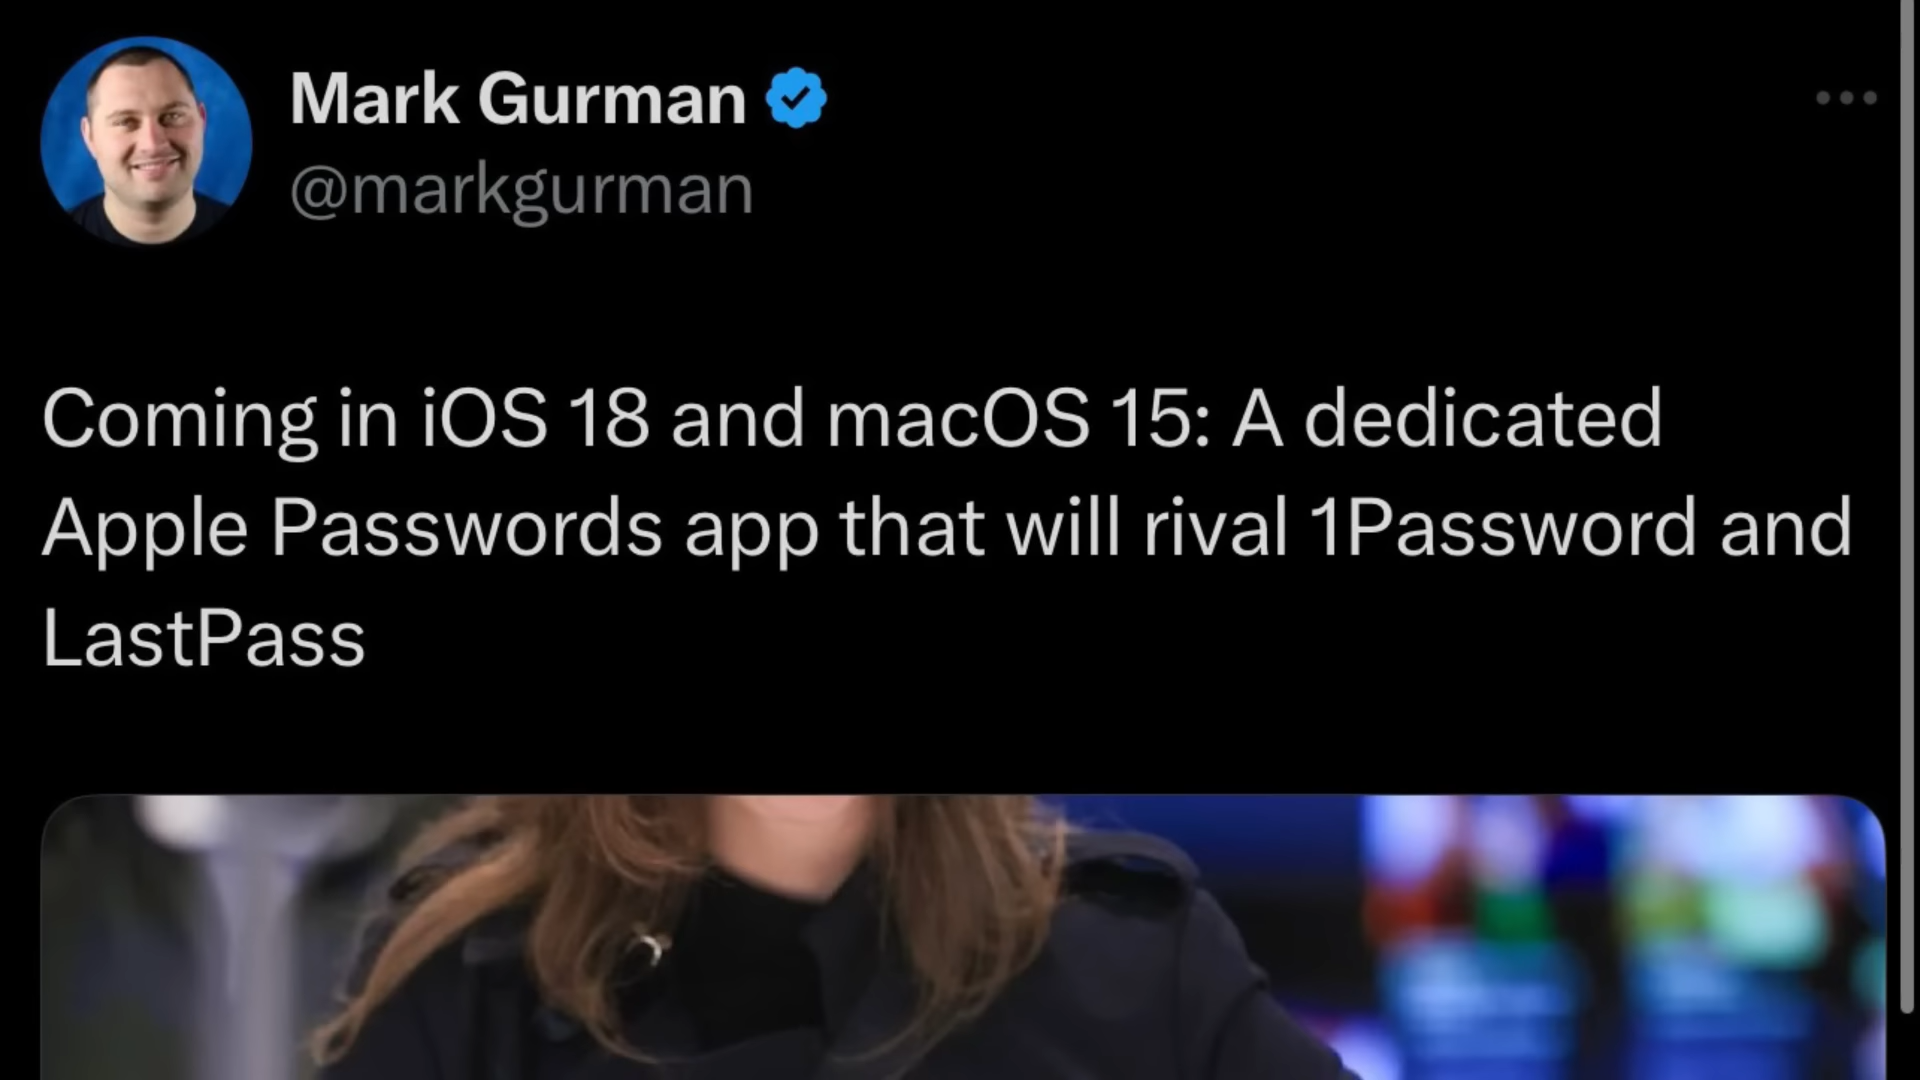 Mark Gurman
@markgurman
Coming in iOS 18 and macOS 15: A dedicated
Apple Passwords app that will rival 1Password and
LastPass